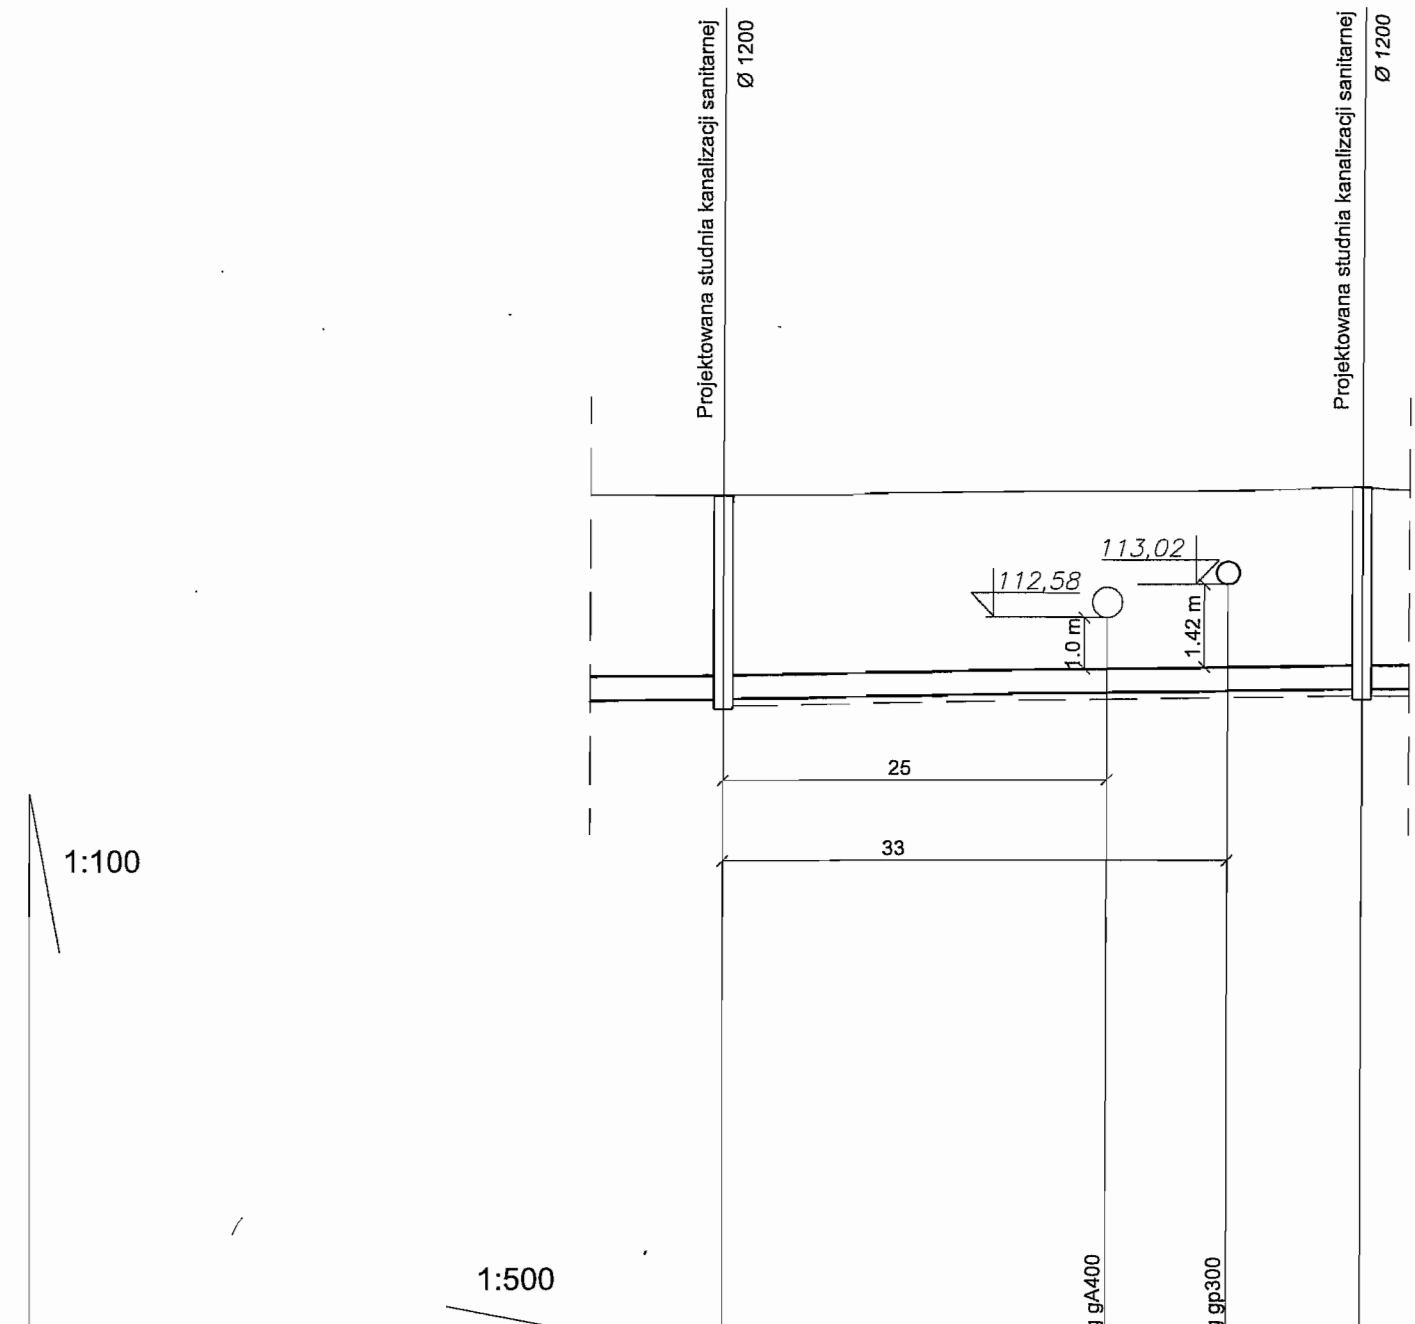 Projektowana studnia kanalizacji sanitarnej
Ø 1200
Projektowana studnia kanalizacji sanitarnej
Ø 1200
113,02
112,58
1.0 m
1.42 m
25
33
1:100
1:500
gA400
gp300